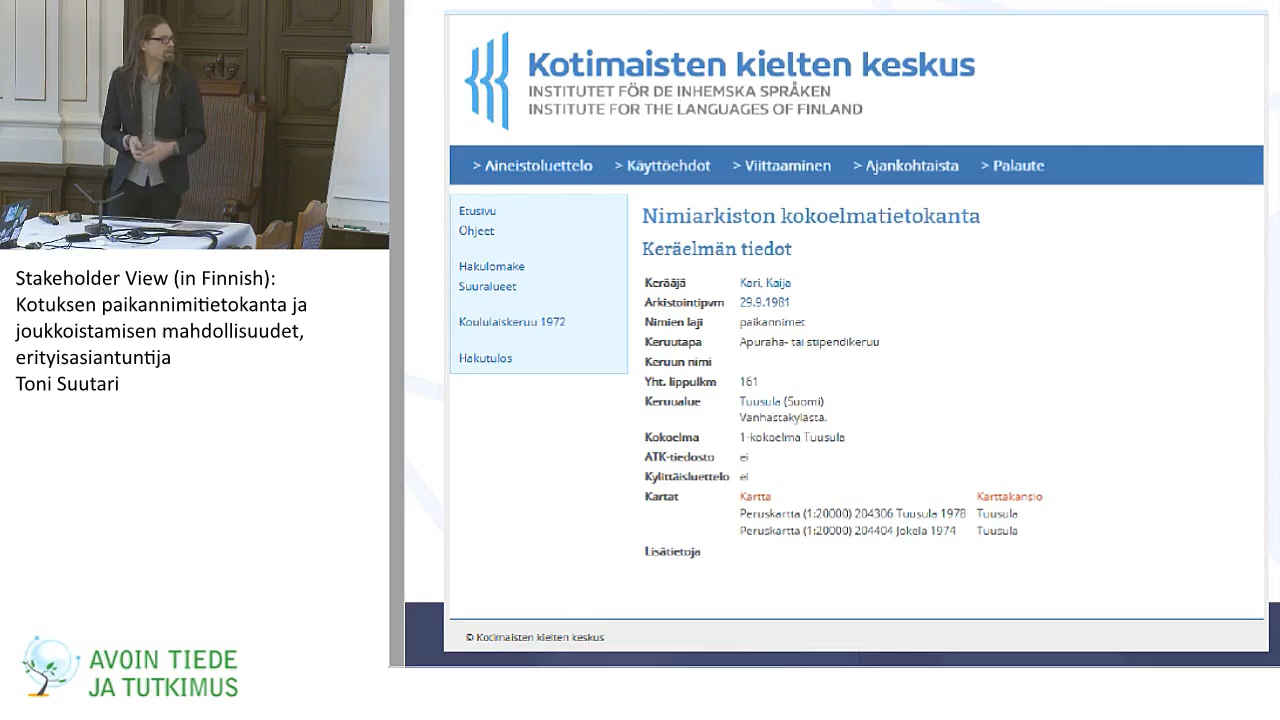 Kotimaisten kielten keskus
INSTITUTET FÖR DE INHEMSKA SPRÅKEN
INSTITUTE FOR THE LANGUAGES OF FINLAND
> Aineistoluettelo > Käyttöehdot > Viittaaminen > Ajankohtaista > Palaute
Etusivu
Ohjeet
Hakulomake
Suuralueet
Koululaiskeruu 1972
Hakutulos
Nimiarkiston kokoelmatietokanta
Keräelmän tiedot
Kerääjä Kari, Kaija
Arkistointipvm 29.9.1981
Nimien laji paikannimet
Keruutapa Apuraha- tai stipendikeruu
Keruun nimi
Yht. lippulkm 161
Keruualue Tuusula (Suomi)
Vanhastakylästä.
Kokoelma 1-kokoelma Tuusula
ATK-tiedosto ei
Kylittäisluettelo ei
Kartat Kartta Karttakansio
Peruskartta (1:20000) 204306 Tuusula 1978 Tuusula
Peruskartta (1:20000) 204404 Jokela 1974 Tuusula
Lisätietoja
© Kotimaisten kielten keskus
Stakeholder View (in Finnish):
Kotuksen paikannimitietokanta ja
joukkoistamisen mahdollisuudet,
erityisasiantuntija
Toni Suutari
AVOIN TIEDE
JA TUTKIMUS